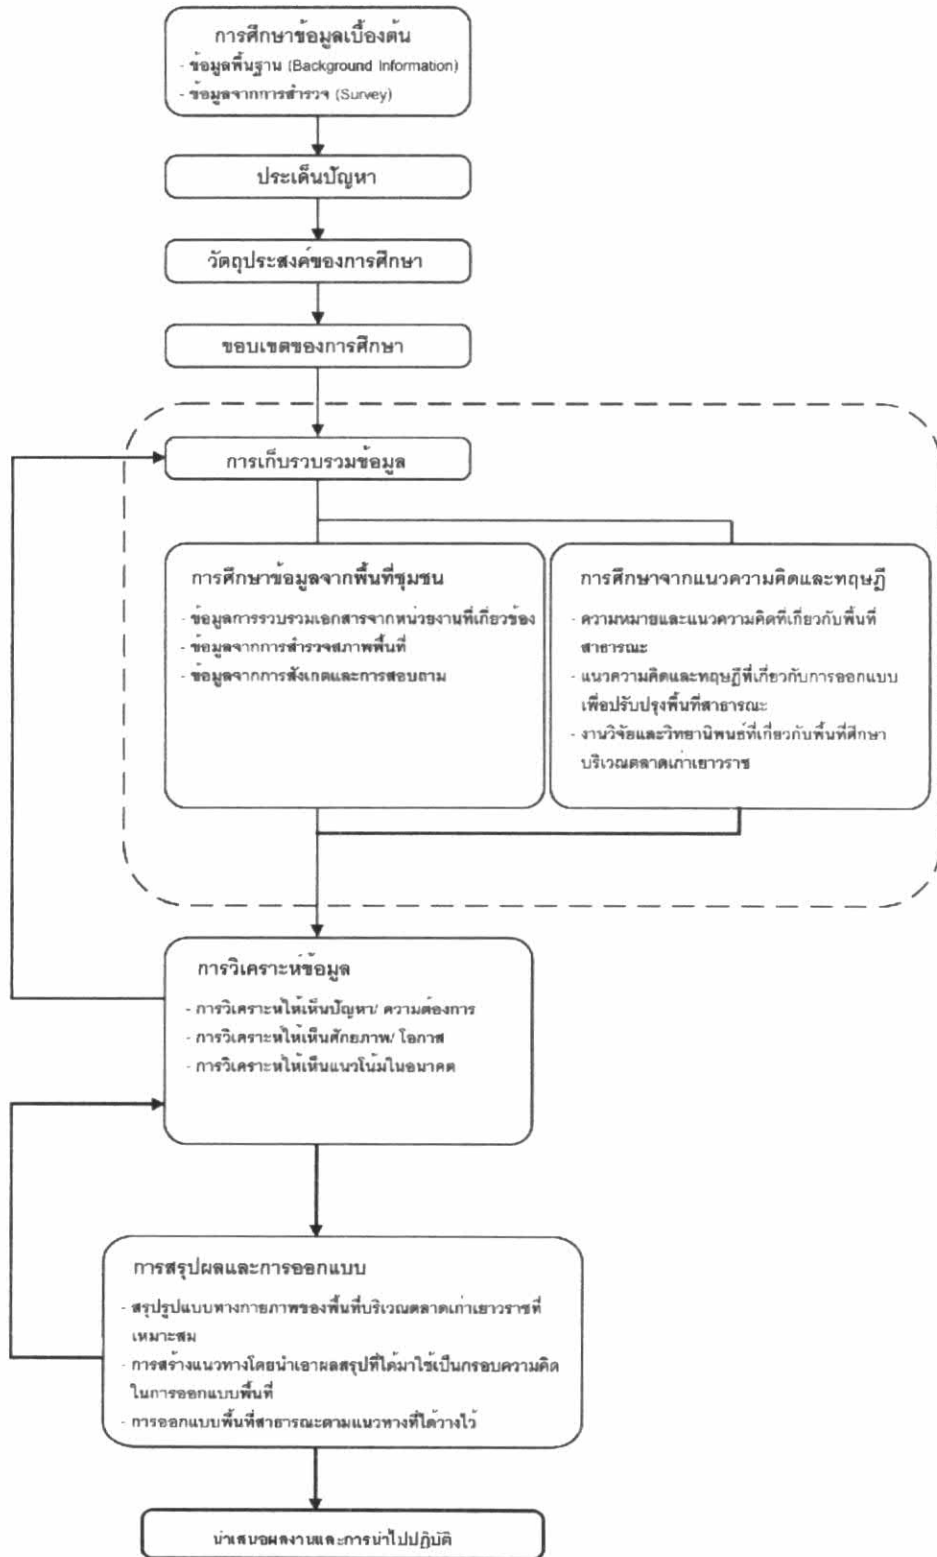 การศึกษาข้อมูลเบื้องต้น
- ข้อมูลพื้นฐาน (Background Information)
- ข้อมูลจากการสำรวจ (Survey)
ประเด็นปัญหา
วัตถุประสงค์ของการศึกษา
ขอบเขตของการศึกษา
การเก็บรวบรวมข้อมูล
การศึกษาข้อมูลจากพื้นที่ชุมชน
- ข้อมูลการรวบรวมเอกสารจากหน่วยงานที่เกี่ยวข้อง
- ข้อมูลจากการสำรวจสภาพพื้นที่
- ข้อมูลจากการสังเกตและการสอบถาม
การศึกษาจากแนวความคิดและทฤษฎี
- ความหมายและแนวความคิดที่เกี่ยวกับพื้นที่
สาธารณะ
- แนวความคิดและทฤษฎีที่เกี่ยวกับการออกแบบ
เพื่อปรับปรุงพื้นที่สาธารณะ
- งานวิจัยและวิทยานิพนธ์ที่เกี่ยวกับพื้นที่ศึกษา
บริเวณตลาดเก่าเยาวราช
การวิเคราะห์ข้อมูล
- การวิเคราะห์ให้เห็นปัญหา/ ความต้องการ
- การวิเคราะห์ให้เห็นศักยภาพ/ โอกาส
- การวิเคราะห์ให้เห็นแนวโน้มในอนาคต
การสรุปผลและการออกแบบ
- สรุปรูปแบบทางกายภาพของพื้นที่บริเวณตลาดเก่าเยาวราชที่
เหมาะสม
- การสร้างแนวทางโดยนำเอาผลสรุปที่ได้มาใช้เป็นกรอบความคิด
ในการออกแบบพื้นที่
- การออกแบบพื้นที่สาธารณะตามแนวทางที่ได้วางไว้
นำเสนอผลงานและการนำไปปฏิบัติ